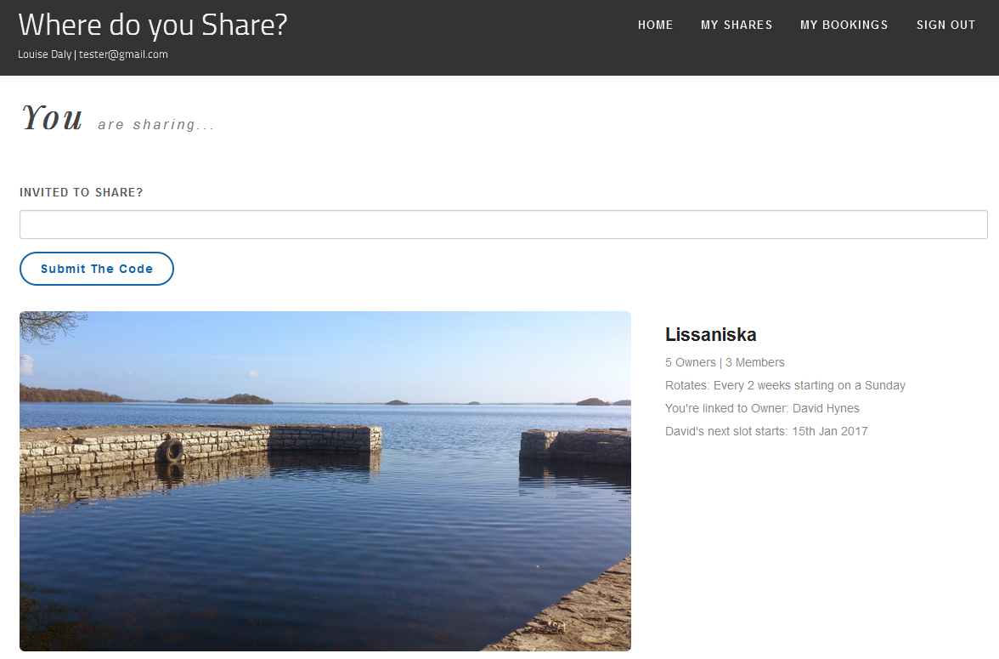 Where do you Share?
HOME MY SHARES MY BOOKINGS SIGN OUT
Louise Daly | tester@gmail.com
You are sharing...
INVITED TO SHARE?
Submit The Code
Lissaniska
5 Owners | 3 Members
Rotates: Every 2 weeks starting on a Sunday
You're linked to Owner: David Hynes
David's next slot starts: 15th Jan 2017